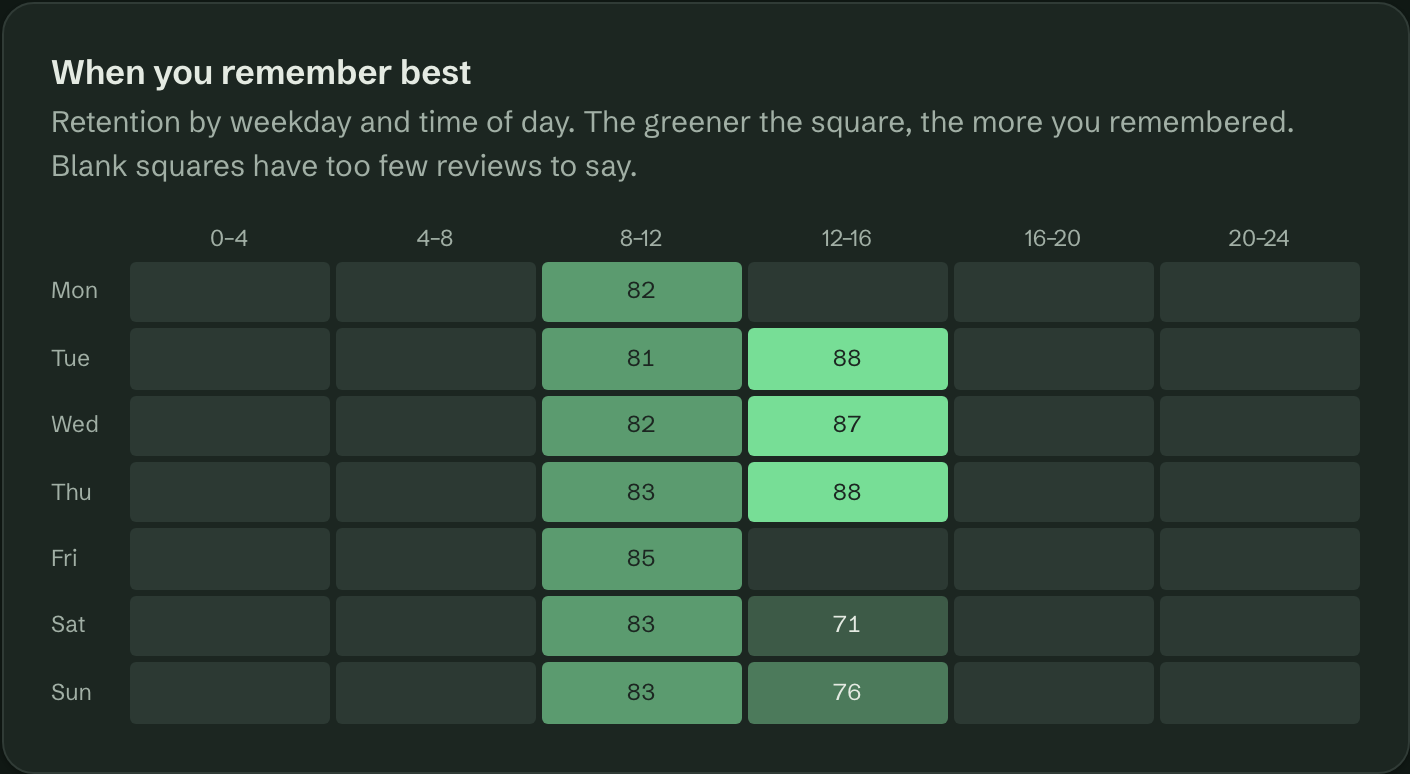 When you remember best
Retention by weekday and time of day. The greener the square, the more you remembered.
Blank squares have too few reviews to say.
0–4 4–8 8–12 12–16 16–20 20–24
Mon 82
Tue 81 88
Wed 82 87
Thu 83 88
Fri 85
Sat 83 71
Sun 83 76